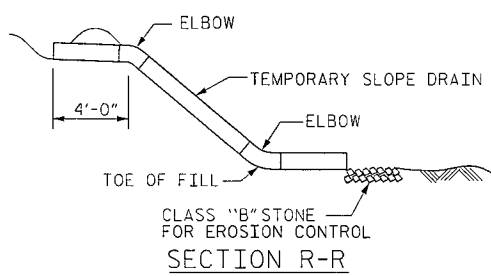 ELBOW
TEMPORARY SLOPE DRAIN
4'-0"
ELBOW
TOE OF FILL
CLASS "B" STONE
FOR EROSION CONTROL
SECTION R-R